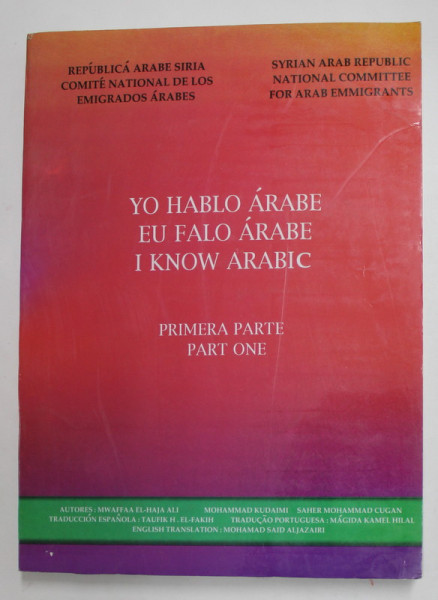 REPÚBLICÁ ARABE SIRIA
COMITÉ NATIONAL DE LOS
EMIGRADOS ÁRABES
SYRIAN ARAB REPUBLIC
NATIONAL COMMITTEE
FOR ARAB EMMIGRANTS
YO HABLO ÁRABE
EU FALO ÁRABE
I KNOW ARABIC
PRIMERA PARTE
PART ONE
AUTORES : MWAFFAA EL-HAJA ALI MOHAMMAD KUDAIMI SAHER MOHAMMAD CUGAN
TRADUCCIÓN ESPAÑOLA : TAUFIK H . EL-FAKIH TRADUÇÃO PORTUGUESA : MÁGIDA KAMEL HILAL
ENGLISH TRANSLATION : MOHAMAD SAID ALJAZAIRI